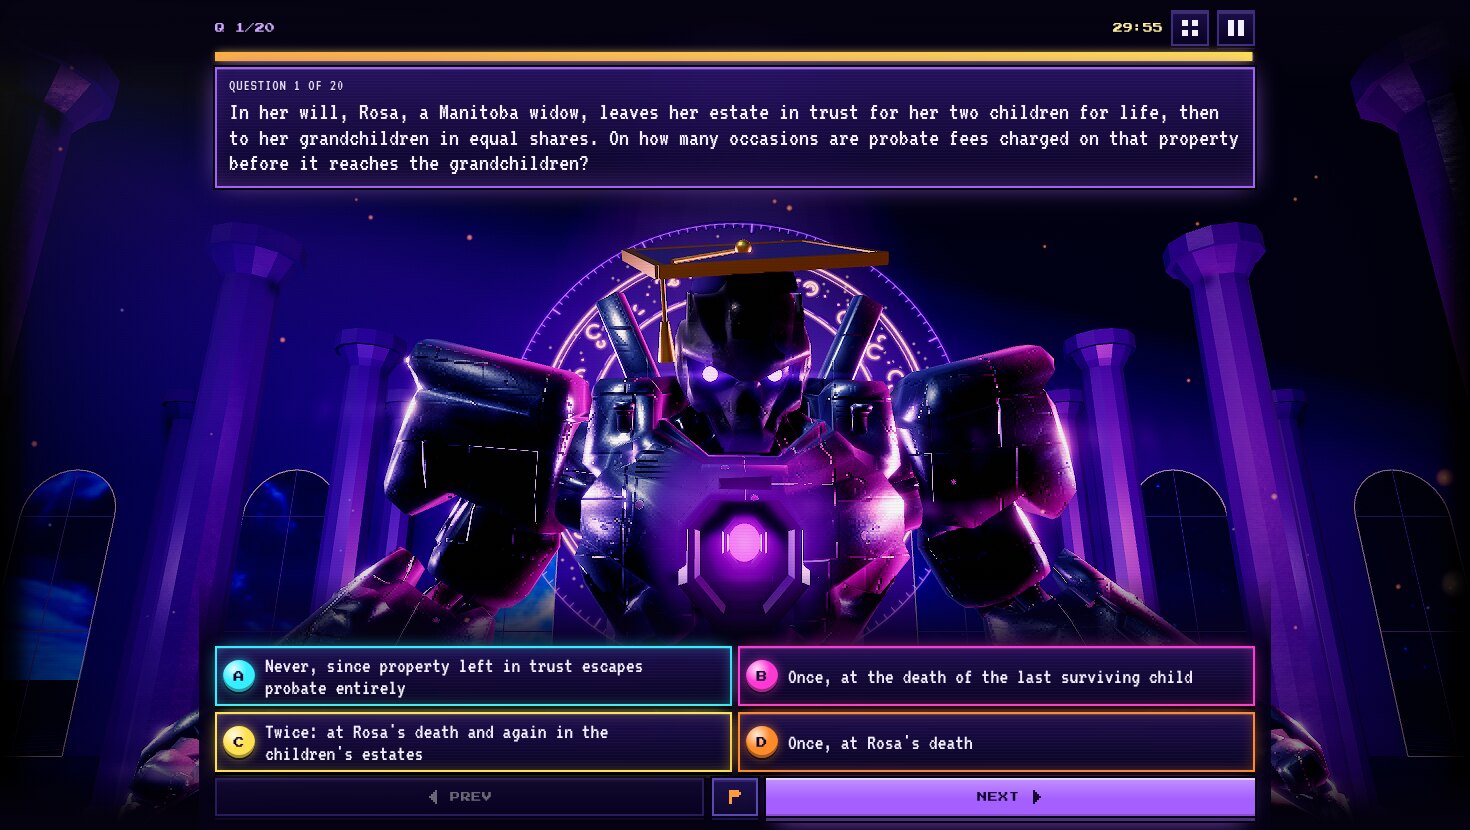 Q 1/20
29:55
QUESTION 1 OF 20
In her will, Rosa, a Manitoba widow, leaves her estate in trust for her two children for life, then
to her grandchildren in equal shares. On how many occasions are probate fees charged on that property
before it reaches the grandchildren?
A Never, since property left in trust escapes
probate entirely
B Once, at the death of the last surviving child
C Twice: at Rosa's death and again in the
children's estates
D Once, at Rosa's death
PREV
NEXT